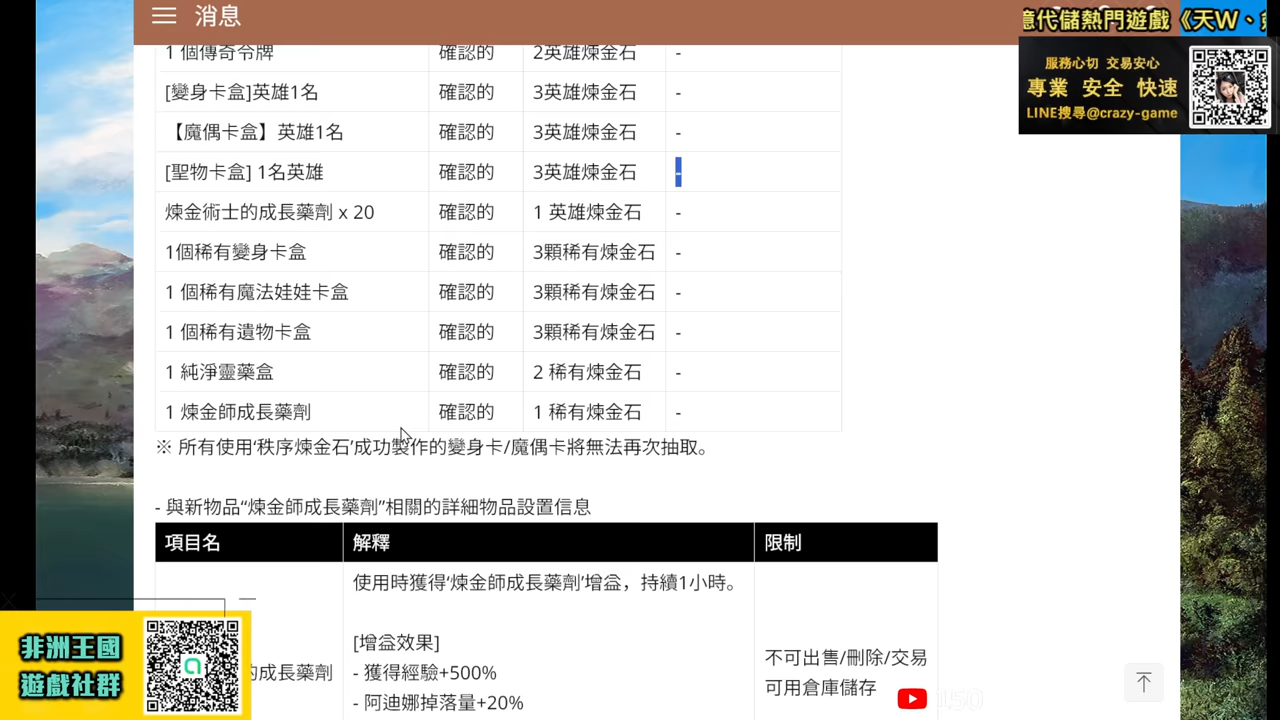 消息
億代儲熱門遊戲《天W、
服務心切 交易安心
專業 安全 快速
LINE搜尋@crazy-game
1 個傳奇令牌 確認的 2英雄煉金石 -
[變身卡盒]英雄1名 確認的 3英雄煉金石 -
【魔偶卡盒】英雄1名 確認的 3英雄煉金石 -
[聖物卡盒] 1名英雄 確認的 3英雄煉金石 -
煉金術士的成長藥劑 x 20 確認的 1 英雄煉金石 -
1個稀有變身卡盒 確認的 3顆稀有煉金石 -
1 個稀有魔法娃娃卡盒 確認的 3顆稀有煉金石 -
1 個稀有遺物卡盒 確認的 3顆稀有煉金石 -
1 純淨靈藥盒 確認的 2 稀有煉金石 -
1 煉金師成長藥劑 確認的 1 稀有煉金石 -
※ 所有使用‘秩序煉金石’成功製作的變身卡/魔偶卡將無法再次抽取。
- 與新物品“煉金師成長藥劑”相關的詳細物品設置信息
項目名 解釋 限制
使用時獲得‘煉金師成長藥劑’增益，持續1小時。
[增益效果]
- 獲得經驗+500%
- 阿迪娜掉落量+20%
的成長藥劑
不可出售/刪除/交易
可用倉庫儲存
非洲王國
遊戲社群
150